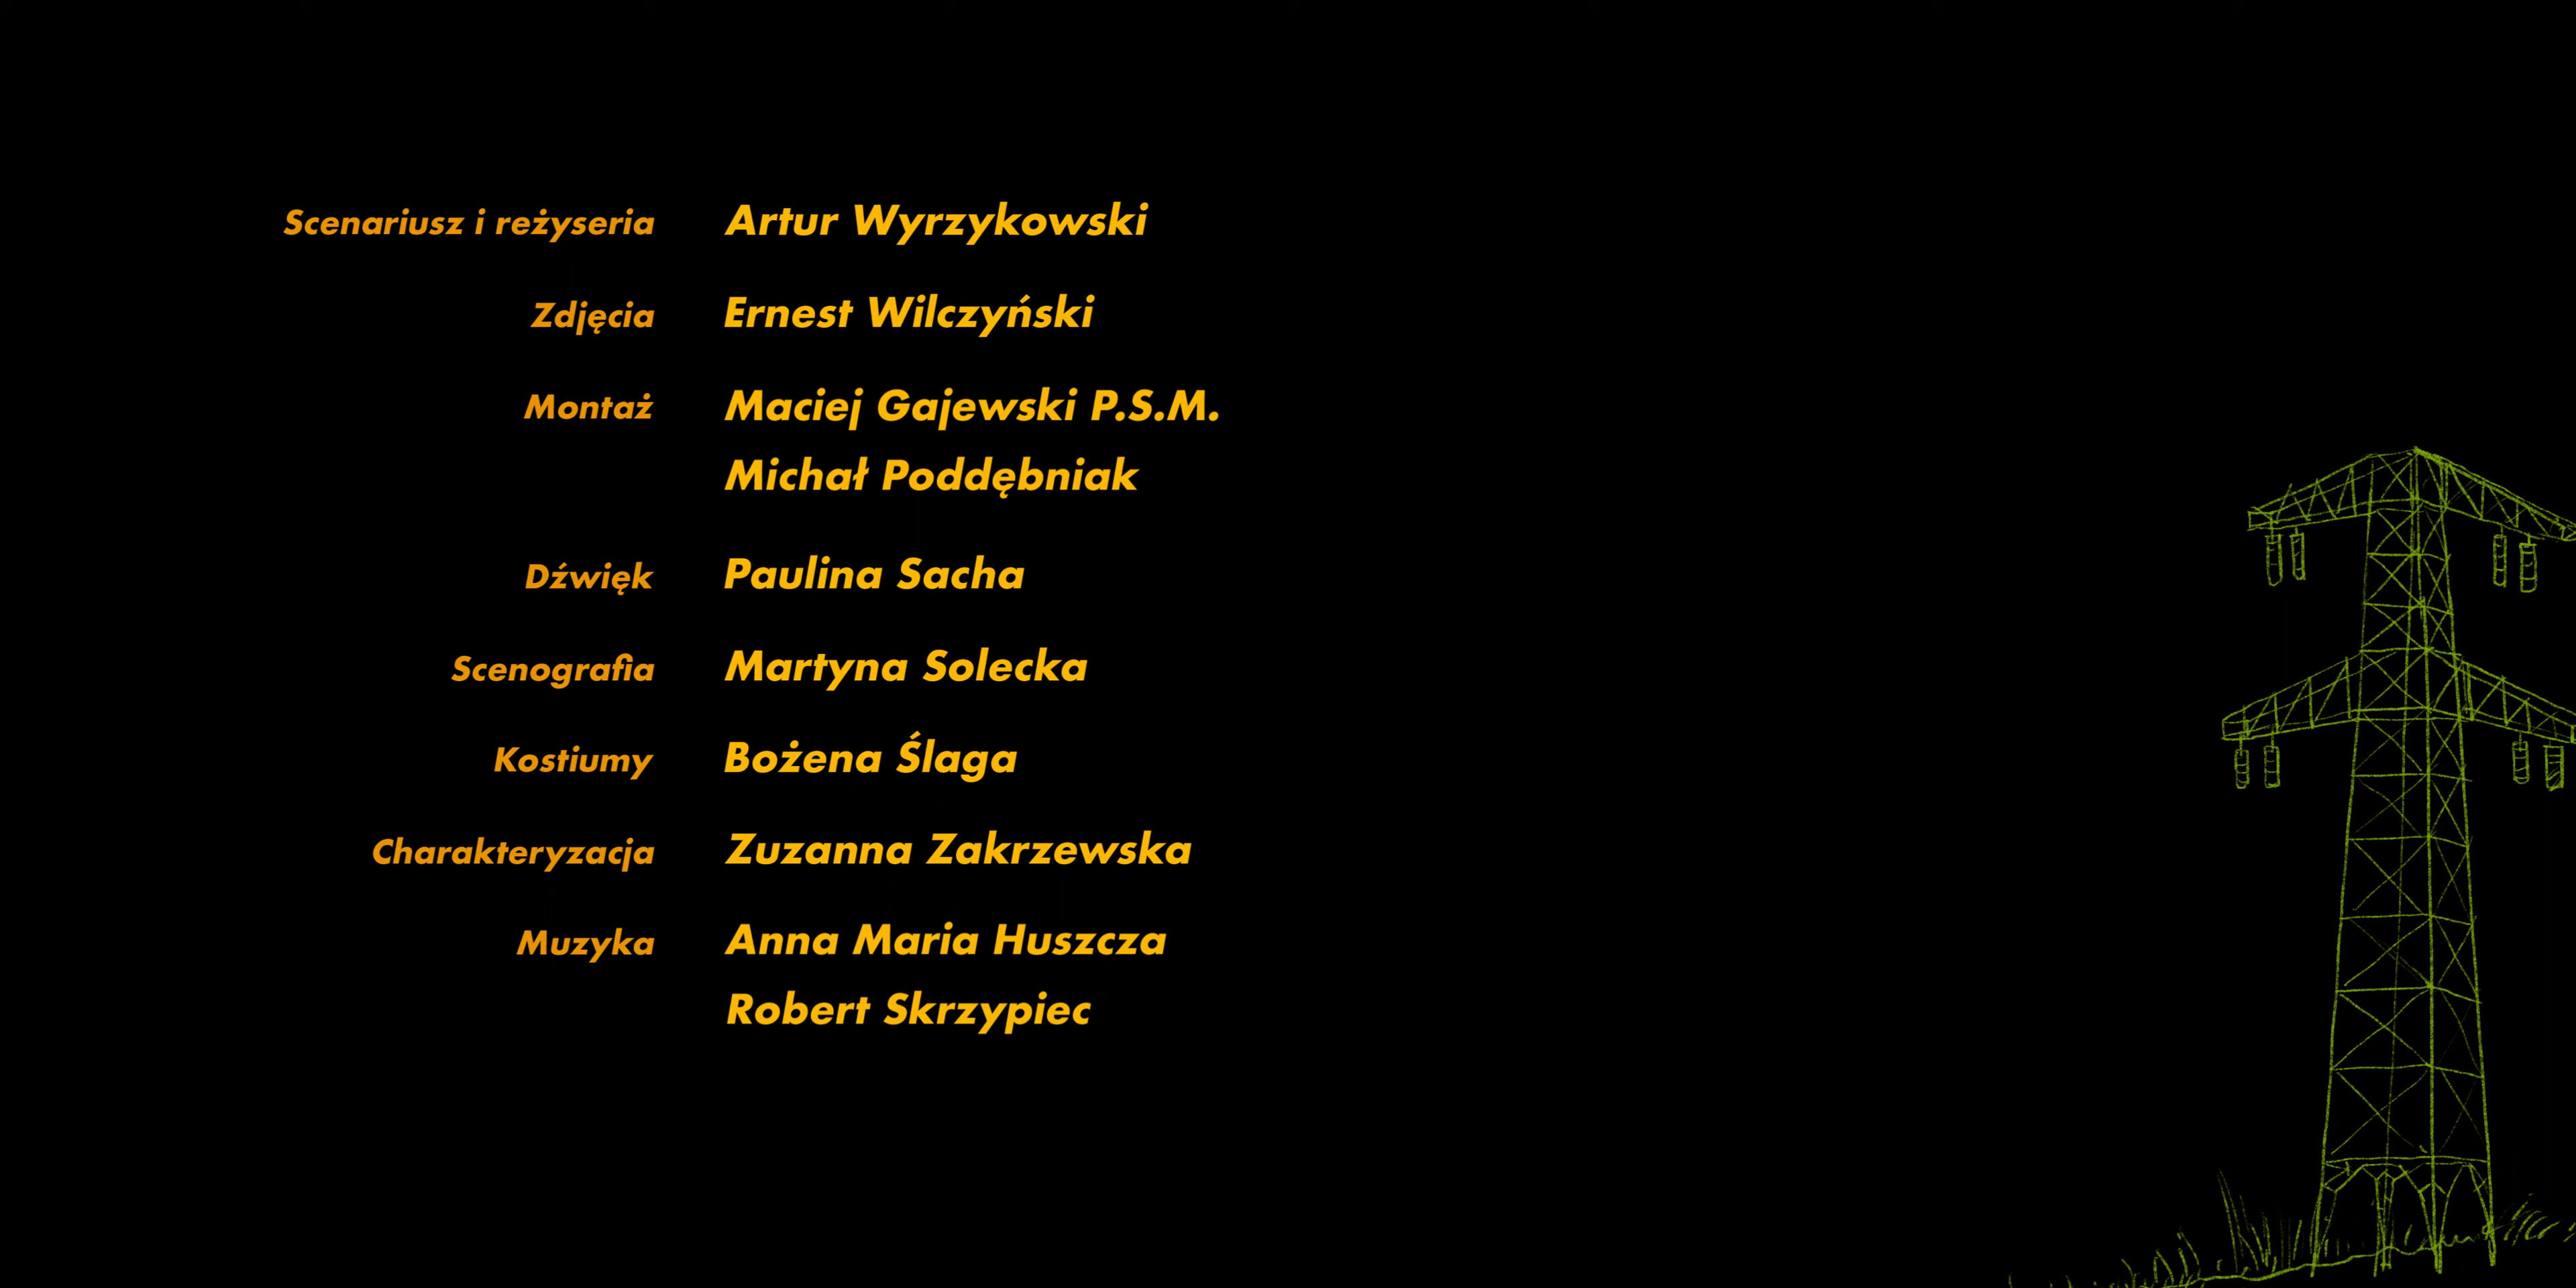 Scenariusz i reżyseria Artur Wyrzykowski
Zdjęcia Ernest Wilczyński
Montaż Maciej Gajewski P.S.M.
Michał Poddębniak
Dźwięk Paulina Sacha
Scenografia Martyna Solecka
Kostiumy Bożena Ślaga
Charakteryzacja Zuzanna Zakrzewska
Muzyka Anna Maria Huszcza
Robert Skrzypiec